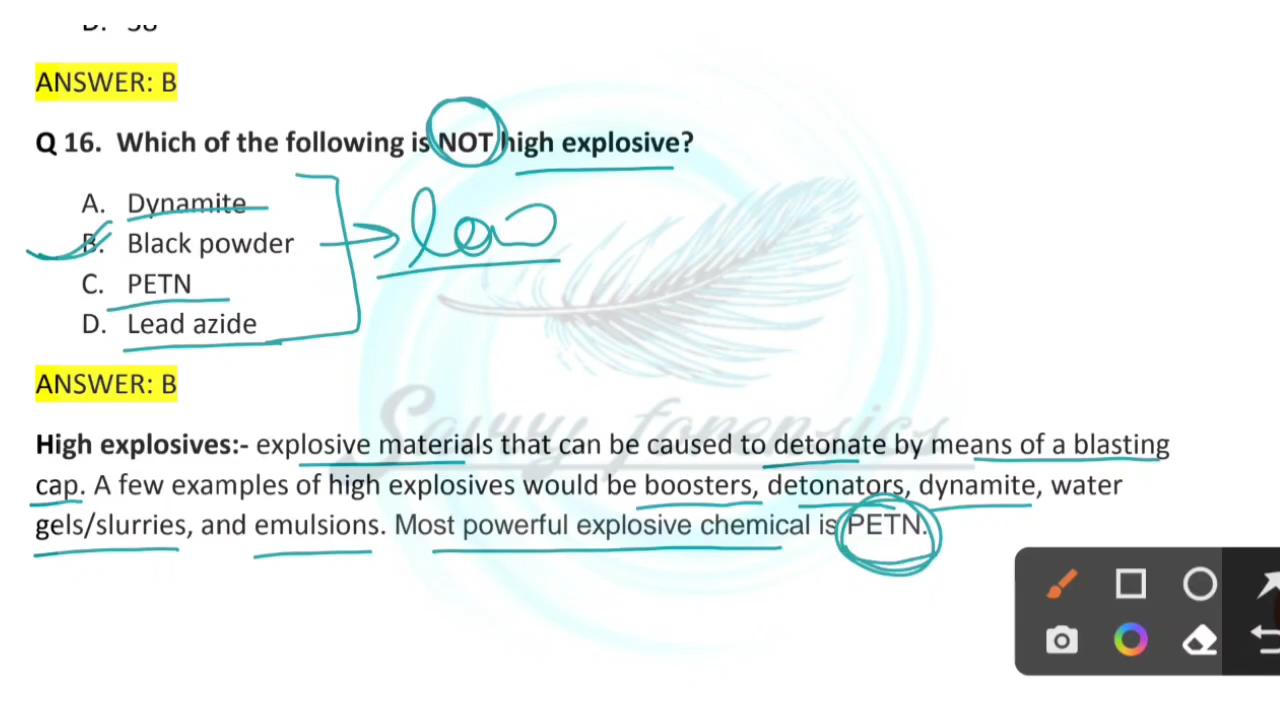 ANSWER: B
Q 16. Which of the following is NOT high explosive?
A. Dynamite
B. Black powder
low
C. PETN
D. Lead azide
ANSWER: B
Savvy forensics
High explosives:- explosive materials that can be caused to detonate by means of a blasting
cap. A few examples of high explosives would be boosters, detonators, dynamite, water
gels/slurries, and emulsions. Most powerful explosive chemical is PETN.